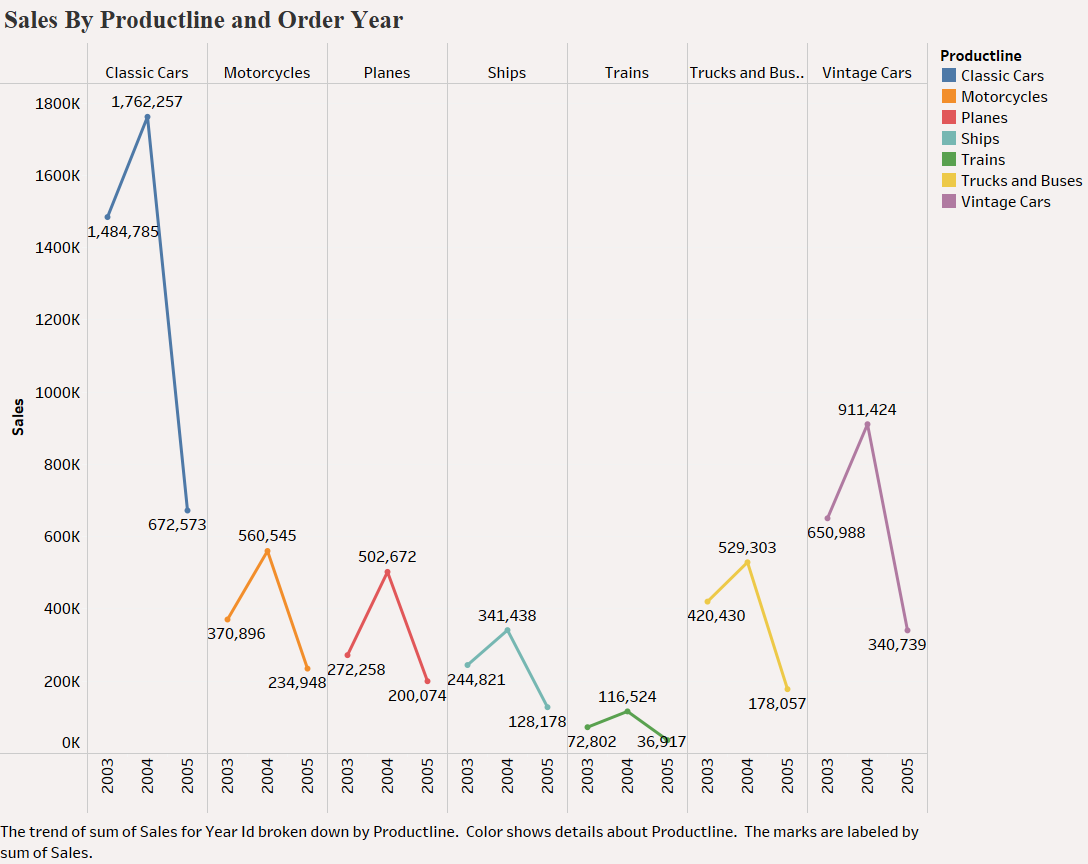 Sales By Productline and Order Year
Classic Cars Motorcycles Planes Ships Trains Trucks and Bus.. Vintage Cars
Productline
Classic Cars
Motorcycles
Planes
Ships
Trains
Trucks and Buses
Vintage Cars
Sales
1800K
1600K
1400K
1200K
1000K
800K
600K
400K
200K
0K
1,762,257
1,484,785
672,573
560,545
370,896
234,948
502,672
272,258
200,074
341,438
244,821
128,178
116,524
72,802
36,917
529,303
420,430
178,057
911,424
650,988
340,739
2003 2004 2005 2003 2004 2005 2003 2004 2005 2003 2004 2005 2003 2004 2005 2003 2004 2005 2003 2004 2005
The trend of sum of Sales for Year Id broken down by Productline.  Color shows details about Productline.  The marks are labeled by
sum of Sales.